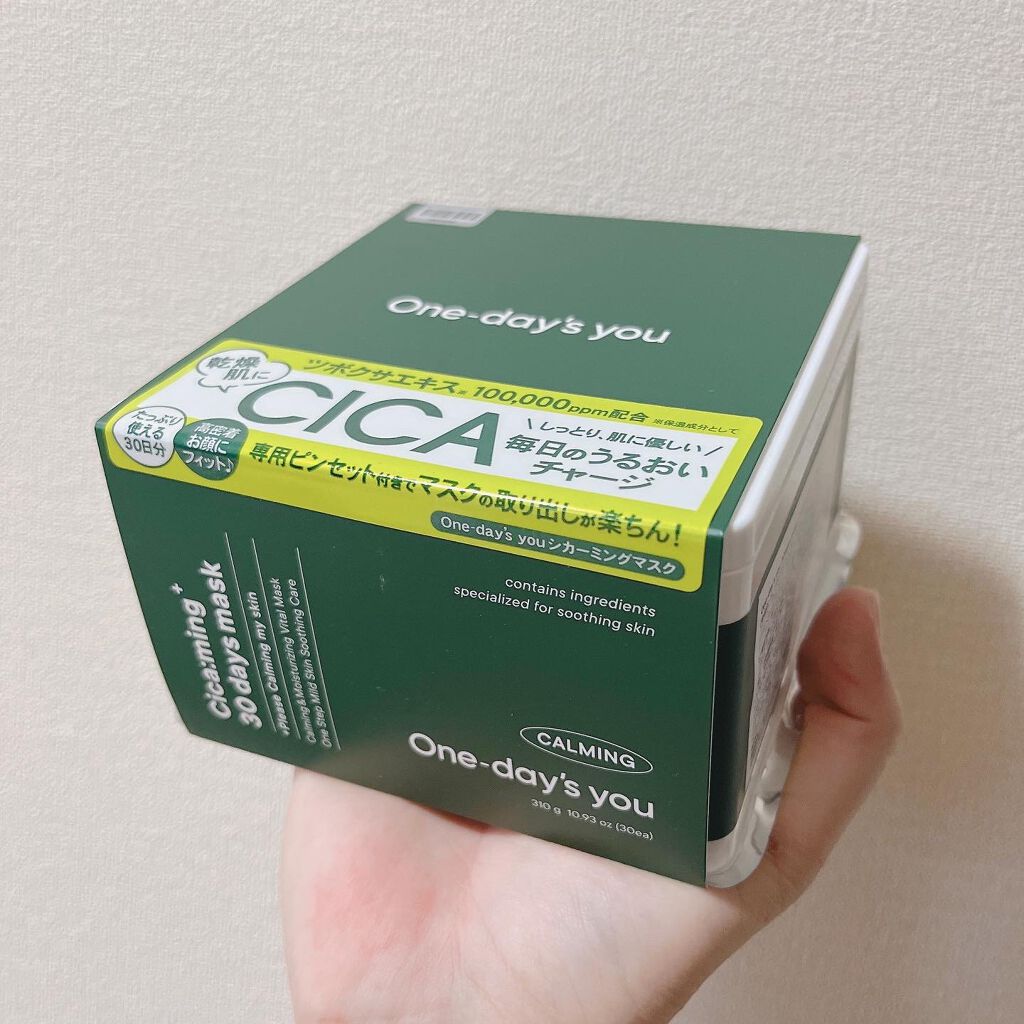 One-day's you
乾燥
肌に
ツボクサエキス※ 100,000ppm配合 ※保湿成分として
CICA
\ しっとり、肌に優しい /
毎日のうるおい
チャージ
たっぷり
使える
30日分
高密着
お顔に
フィット♪
専用ピンセット付きでマスクの取り出しが楽ちん!
One-day's youシカーミングマスク
contains ingredients
specialized for soothing skin
Cica:ming+
30 days mask
+Please Calming my skin
Calming & Moisturizing Vital Mask
One Step Mild Skin Soothing Care
CALMING
One-day's you
310 g 10.93 oz (30ea)